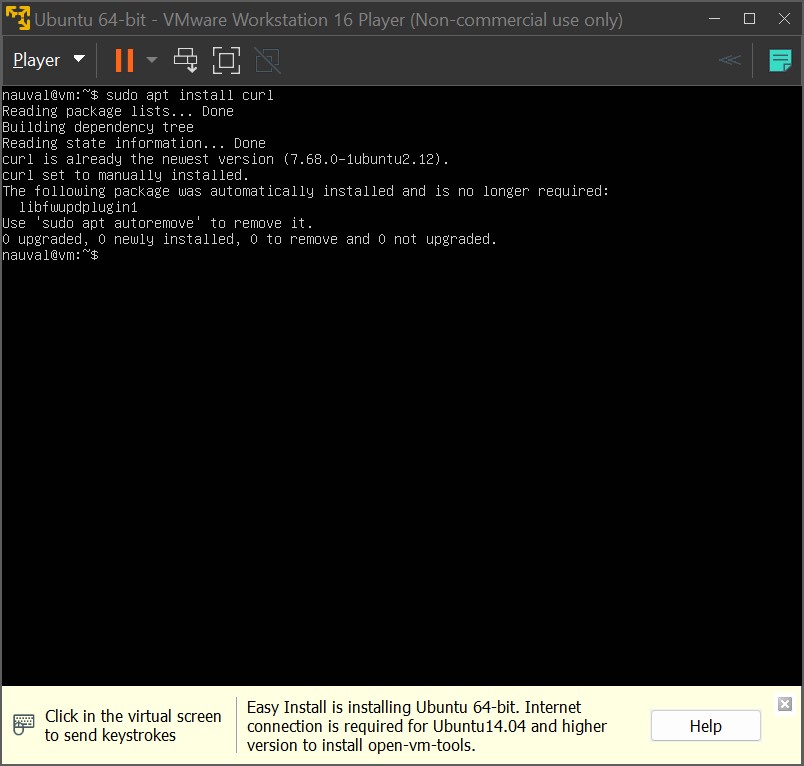 Ubuntu 64-bit - VMware Workstation 16 Player (Non-commercial use only)
Player
nauval@vm:~$ sudo apt install curl
Reading package lists... Done
Building dependency tree
Reading state information... Done
curl is already the newest version (7.68.0-1ubuntu2.12).
curl set to manually installed.
The following package was automatically installed and is no longer required:
  libfwupdplugin1
Use 'sudo apt autoremove' to remove it.
0 upgraded, 0 newly installed, 0 to remove and 0 not upgraded.
nauval@vm:~$
Click in the virtual screen
to send keystrokes
Easy Install is installing Ubuntu 64-bit. Internet
connection is required for Ubuntu14.04 and higher
version to install open-vm-tools.
Help